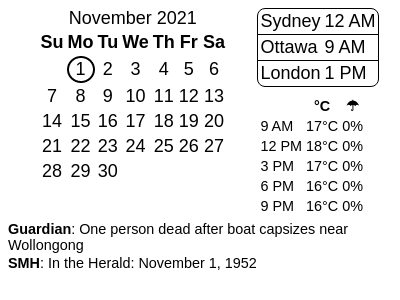 November 2021
Su Mo Tu We Th Fr Sa
1 2 3 4 5 6
7 8 9 10 11 12 13
14 15 16 17 18 19 20
21 22 23 24 25 26 27
28 29 30
Sydney 12 AM
Ottawa 9 AM
London 1 PM
°C ☂
9 AM 17°C 0%
12 PM 18°C 0%
3 PM 17°C 0%
6 PM 16°C 0%
9 PM 16°C 0%
Guardian: One person dead after boat capsizes near
Wollongong
SMH: In the Herald: November 1, 1952